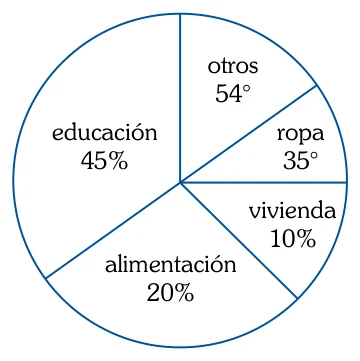 otros
54°
ropa
35°
educación
45%
vivienda
10%
alimentación
20%